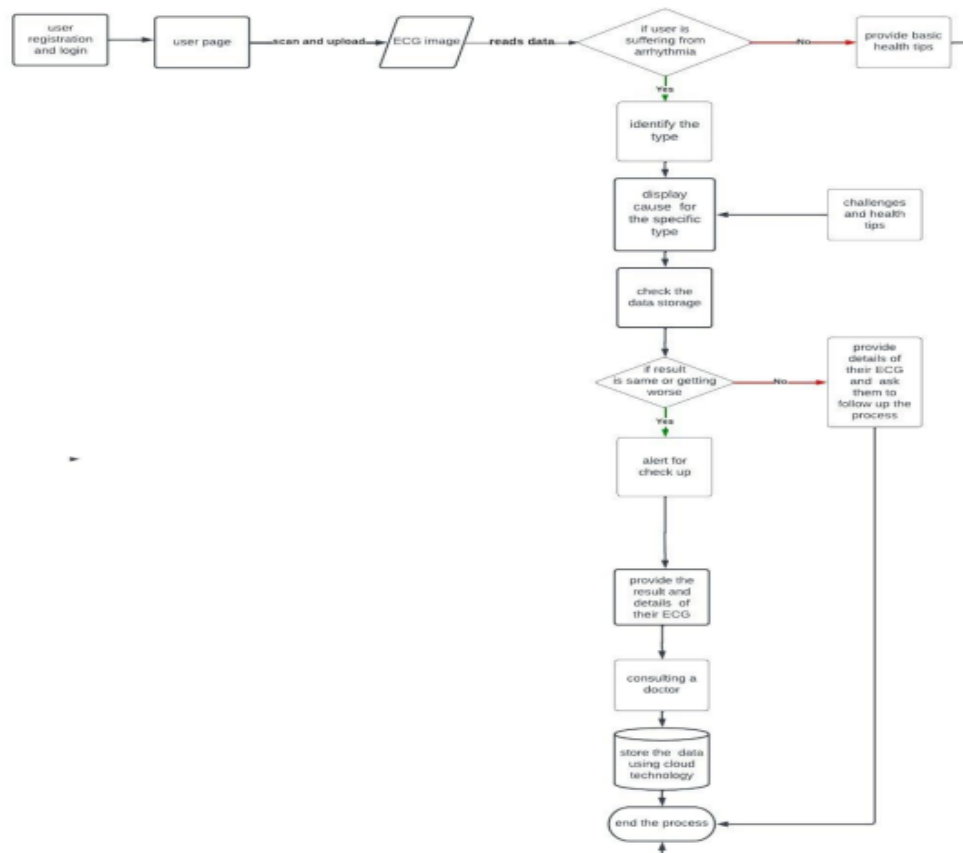 user
registration
and login
user page
scan and upload
ECG image
reads data
if user is
suffering from
arrhythmia
No
provide basic
health tips
Yes
identify the
type
display
cause for
the specific
type
challenges
and health
tips
check the
data storage
if result
is same or getting
worse
No
provide
details of
their ECG
and ask
them to
follow up the
process
Yes
alert for
check up
provide the
result and
details of
their ECG
consulting a
doctor
store the data
using cloud
technology
end the process